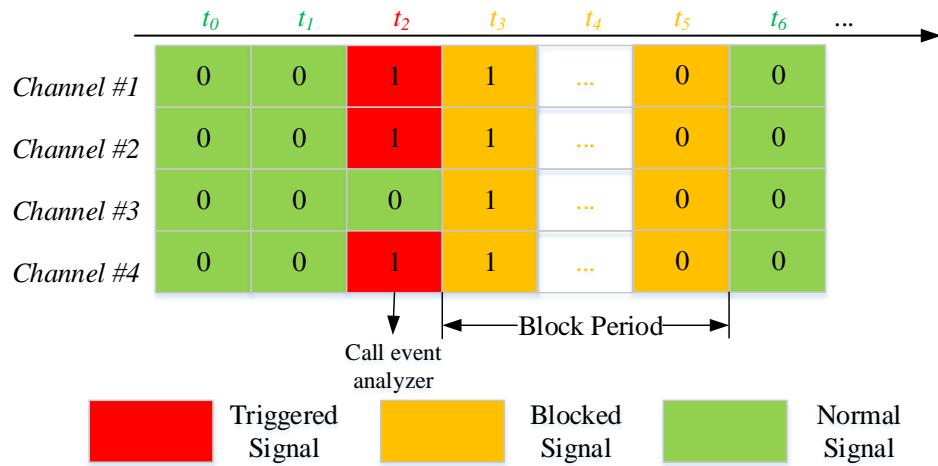 t0 t1 t2 t3 t4 t5 t6 ...
Channel #1 0 0 1 1 ... 0 0
Channel #2 0 0 1 1 ... 0 0
Channel #3 0 0 0 1 ... 0 0
Channel #4 0 0 1 1 ... 0 0
Block Period
Call event
analyzer
Triggered
Signal
Blocked
Signal
Normal
Signal